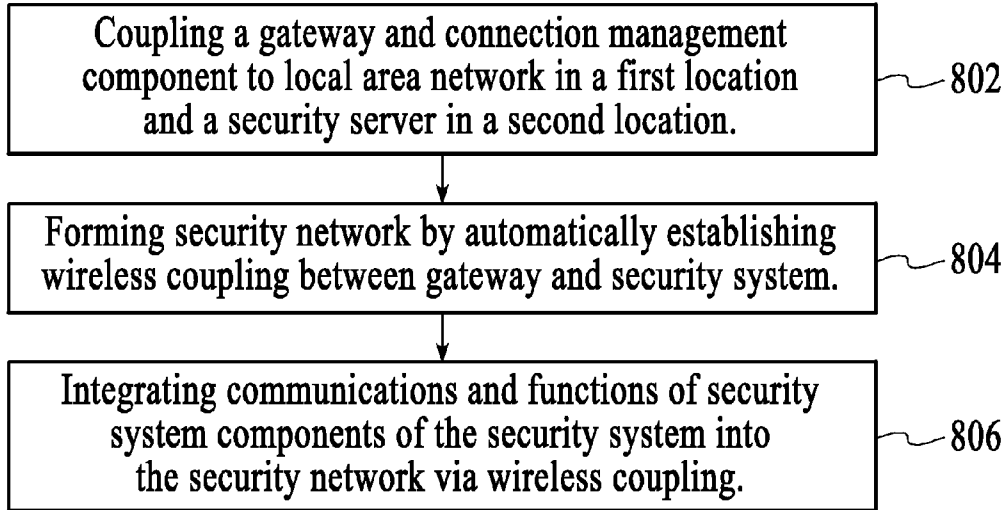 Coupling a gateway and connection management
component to local area network in a first location
and a security server in a second location.
802
Forming security network by automatically establishing
wireless coupling between gateway and security system.
804
Integrating communications and functions of security
system components of the security system into
the security network via wireless coupling.
806